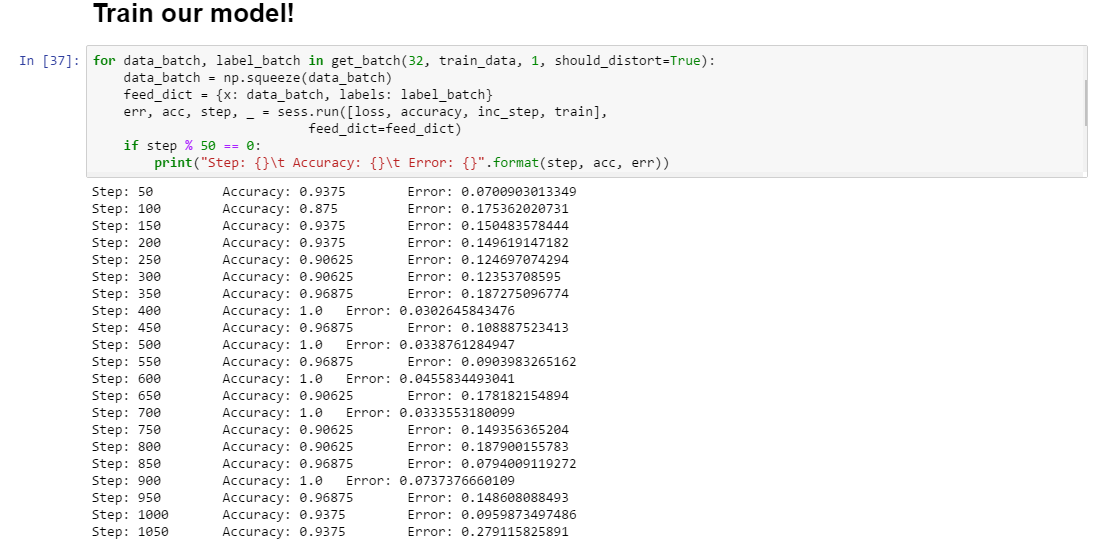 Train our model!
In [37]: for data_batch, label_batch in get_batch(32, train_data, 1, should_distort=True):
    data_batch = np.squeeze(data_batch)
    feed_dict = {x: data_batch, labels: label_batch}
    err, acc, step, _ = sess.run([loss, accuracy, inc_step, train],
                            feed_dict=feed_dict)
    if step % 50 == 0:
        print("Step: {}\t Accuracy: {}\t Error: {}".format(step, acc, err))
Step: 50 Accuracy: 0.9375 Error: 0.0700903013349
Step: 100 Accuracy: 0.875 Error: 0.175362020731
Step: 150 Accuracy: 0.9375 Error: 0.150483578444
Step: 200 Accuracy: 0.9375 Error: 0.149619147182
Step: 250 Accuracy: 0.90625 Error: 0.124697074294
Step: 300 Accuracy: 0.90625 Error: 0.12353708595
Step: 350 Accuracy: 0.96875 Error: 0.187275096774
Step: 400 Accuracy: 1.0 Error: 0.0302645843476
Step: 450 Accuracy: 0.96875 Error: 0.108887523413
Step: 500 Accuracy: 1.0 Error: 0.0338761284947
Step: 550 Accuracy: 0.96875 Error: 0.0903983265162
Step: 600 Accuracy: 1.0 Error: 0.0455834493041
Step: 650 Accuracy: 0.90625 Error: 0.178182154894
Step: 700 Accuracy: 1.0 Error: 0.0333553180099
Step: 750 Accuracy: 0.90625 Error: 0.149356365204
Step: 800 Accuracy: 0.90625 Error: 0.187900155783
Step: 850 Accuracy: 0.96875 Error: 0.0794009119272
Step: 900 Accuracy: 1.0 Error: 0.0737376660109
Step: 950 Accuracy: 0.96875 Error: 0.148608088493
Step: 1000 Accuracy: 0.9375 Error: 0.0959873497486
Step: 1050 Accuracy: 0.9375 Error: 0.279115825891